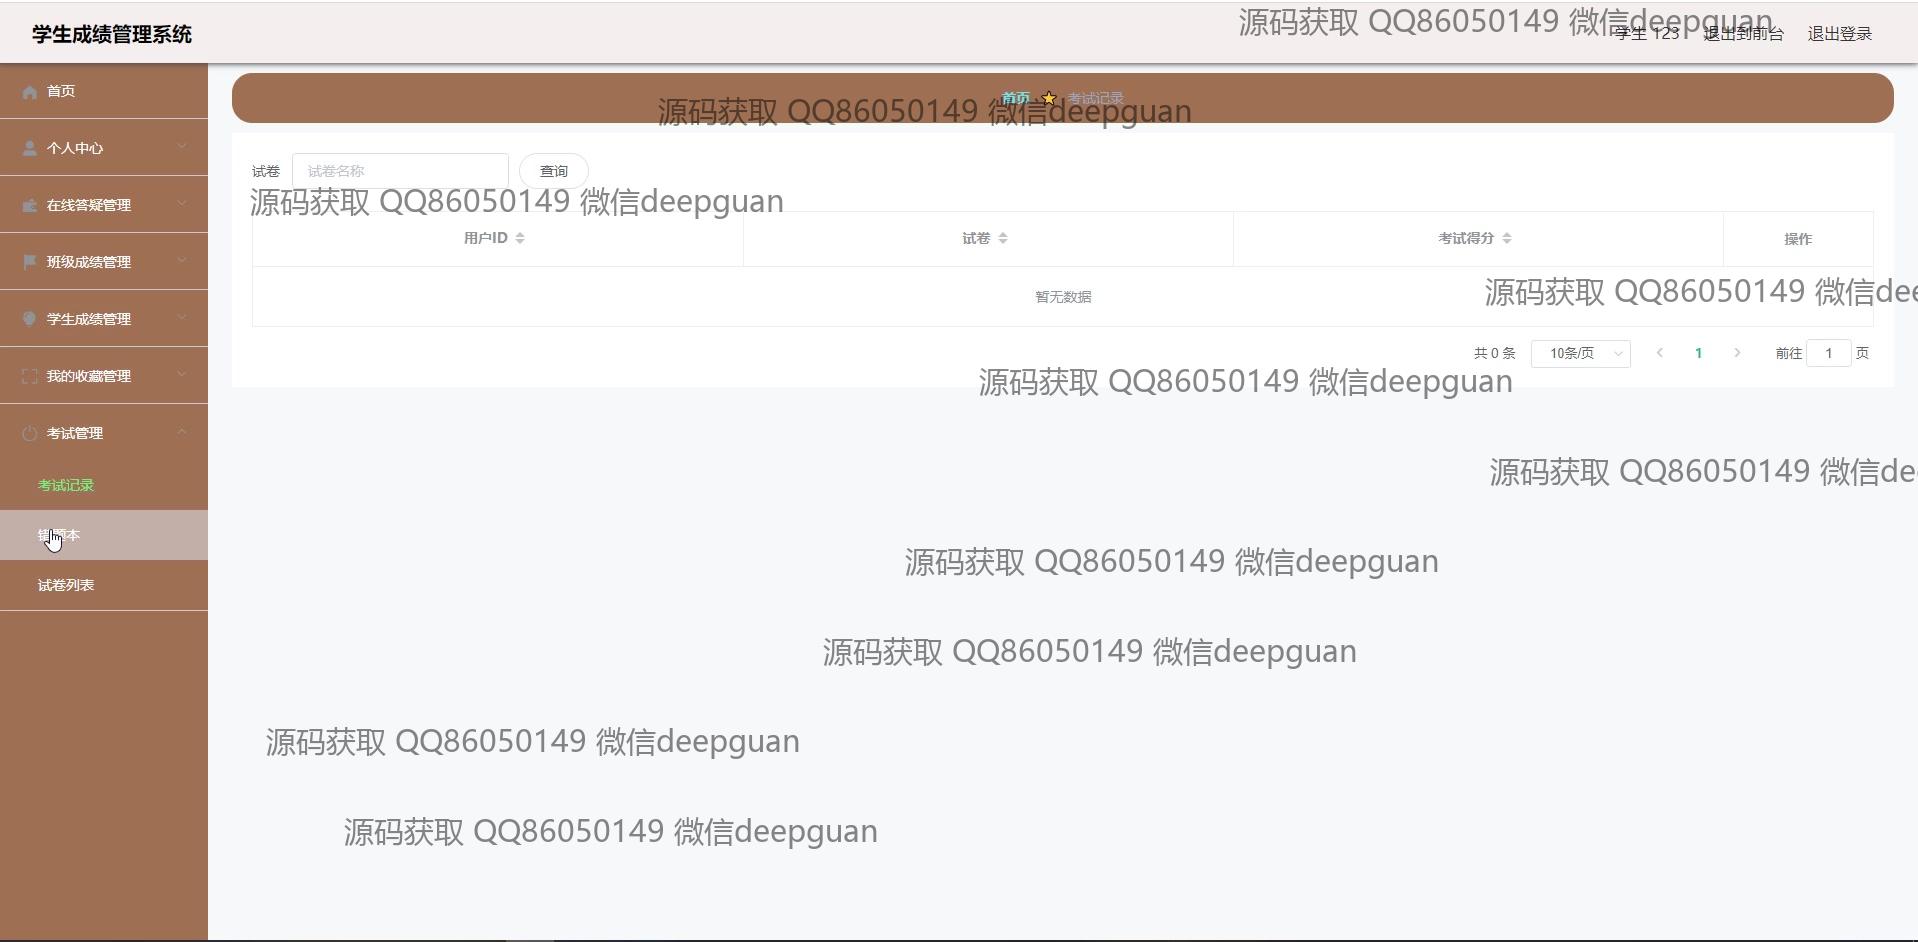 学生成绩管理系统
源码获取 QQ86050149 微信deepguan
学生 123 退出到前台 退出登录
首页
个人中心
在线答疑管理
班级成绩管理
学生成绩管理
我的收藏管理
考试管理
考试记录
错题本
试卷列表
首页 考试记录
源码获取 QQ86050149 微信deepguan
试卷 试卷名称 查询
源码获取 QQ86050149 微信deepguan
用户ID 试卷 考试得分 操作
暂无数据
源码获取 QQ86050149 微信dee
共 0 条 10条/页 1 前往 1 页
源码获取 QQ86050149 微信deepguan
源码获取 QQ86050149 微信de
源码获取 QQ86050149 微信deepguan
源码获取 QQ86050149 微信deepguan
源码获取 QQ86050149 微信deepguan
源码获取 QQ86050149 微信deepguan